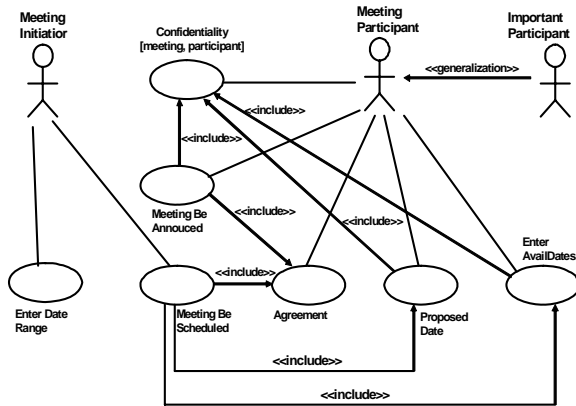 Meeting
Initiatior
Confidentiality
[meeting, participant]
Meeting
Participant
Important
Participant
<<generalization>>
<<include>>
<<include>>
<<include>>
<<include>>
Meeting Be
Annouced
Enter
AvailDates
<<include>>
Enter Date
Range
Meeting Be
Scheduled
Agreement
Proposed
Date
<<include>>
<<include>>